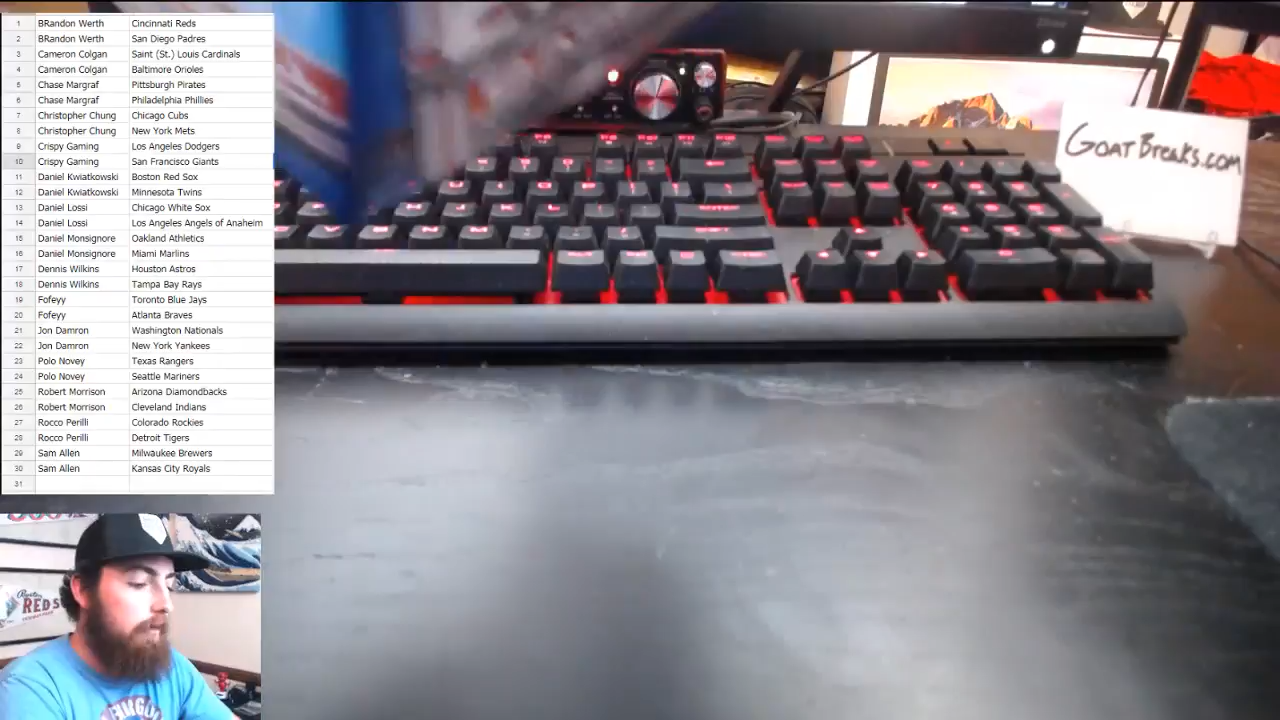 1 BRandon Werth Cincinnati Reds
2 BRandon Werth San Diego Padres
3 Cameron Colgan Saint (St.) Louis Cardinals
4 Cameron Colgan Baltimore Orioles
5 Chase Margraf Pittsburgh Pirates
6 Chase Margraf Philadelphia Phillies
7 Christopher Chung Chicago Cubs
8 Christopher Chung New York Mets
9 Crispy Gaming Los Angeles Dodgers
10 Crispy Gaming San Francisco Giants
11 Daniel Kwiatkowski Boston Red Sox
12 Daniel Kwiatkowski Minnesota Twins
13 Daniel Lossi Chicago White Sox
14 Daniel Lossi Los Angeles Angels of Anaheim
15 Daniel Monsignore Oakland Athletics
16 Daniel Monsignore Miami Marlins
17 Dennis Wilkins Houston Astros
18 Dennis Wilkins Tampa Bay Rays
19 Fofeyy Toronto Blue Jays
20 Fofeyy Atlanta Braves
21 Jon Damron Washington Nationals
22 Jon Damron New York Yankees
23 Polo Novey Texas Rangers
24 Polo Novey Seattle Mariners
25 Robert Morrison Arizona Diamondbacks
26 Robert Morrison Cleveland Indians
27 Rocco Perilli Colorado Rockies
28 Rocco Perilli Detroit Tigers
29 Sam Allen Milwaukee Brewers
30 Sam Allen Kansas City Royals
31
GOATBREAKS.COM
Boston
REDS